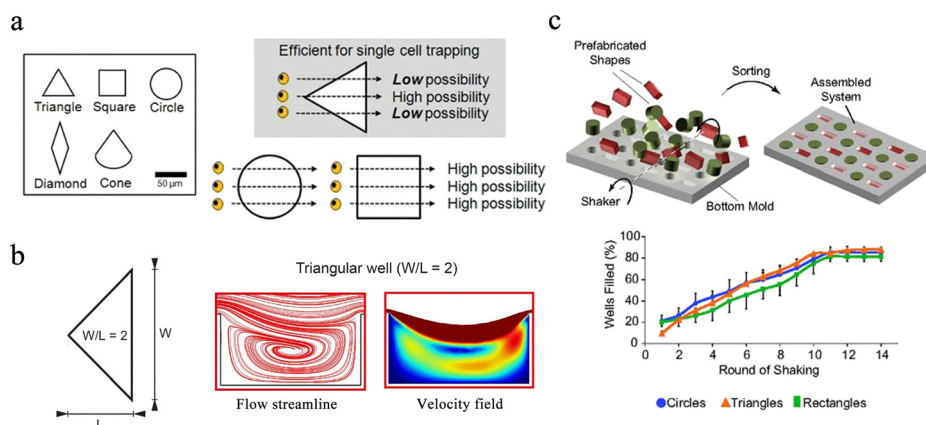 a
Triangle Square Circle
Diamond Cone
50 µm
Efficient for single cell trapping
Low possibility
High possibility
Low possibility
High possibility
High possibility
High possibility
b
W/L = 2
W
L
Triangular well (W/L = 2)
Flow streamline
Velocity field
c
Prefabricated
Shapes
Sorting
Assembled
System
Shaker
Bottom Mold
Wells Filled (%)
100
80
60
40
20
0
0 2 4 6 8 10 12 14
Round of Shaking
Circles Triangles Rectangles